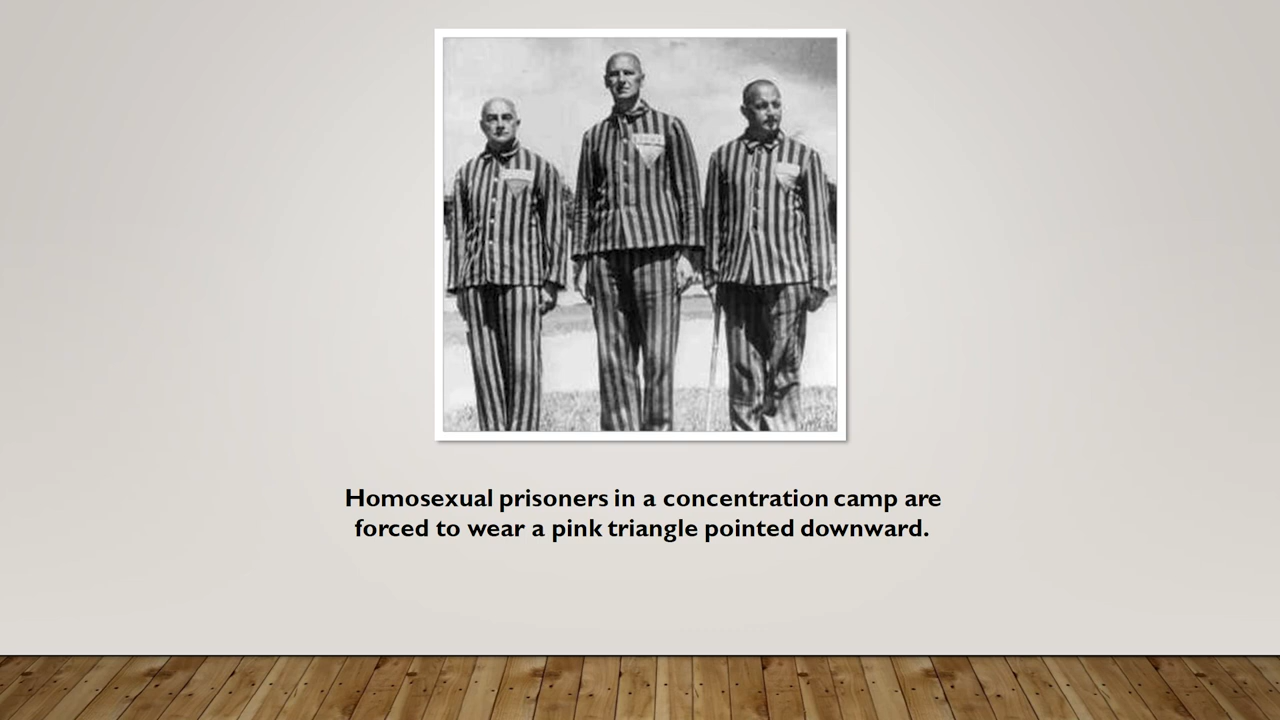 Homosexual prisoners in a concentration camp are
forced to wear a pink triangle pointed downward.